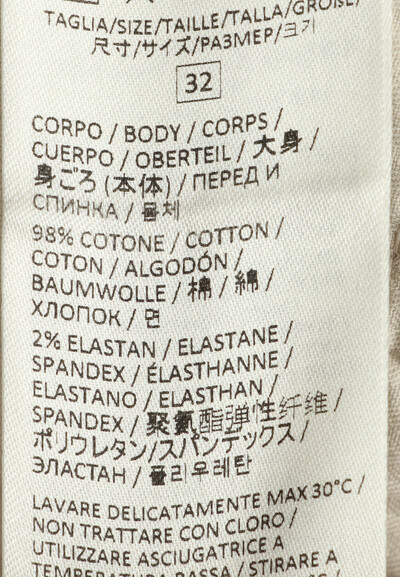 TAGLIA/SIZE/TAILLE/TALLA/GRÖßE/
尺寸/サイズ/РАЗМЕР/크기
32
CORPO / BODY / CORPS /
CUERPO / OBERTEIL / 大身 /
身ごろ (本体) / ПЕРЕД И
СПИНКА / 몸체
98% COTONE / COTTON /
COTON / ALGODÓN /
BAUMWOLLE / 棉 / 綿 /
ХЛОПОК / 면
2% ELASTAN / ELASTANE /
SPANDEX / ÉLASTHANNE /
ELASTANO / ELASTHAN /
SPANDEX / 聚氨酯弹性纤维 /
ポリウレタン/スパンデックス /
ЭЛАСТАН / 폴리우레탄
LAVARE DELICATAMENTE MAX 30°C /
NON TRATTARE CON CLORO /
UTILIZZARE ASCIUGATRICE A
TEMPERATURA BASSA / STIRARE A